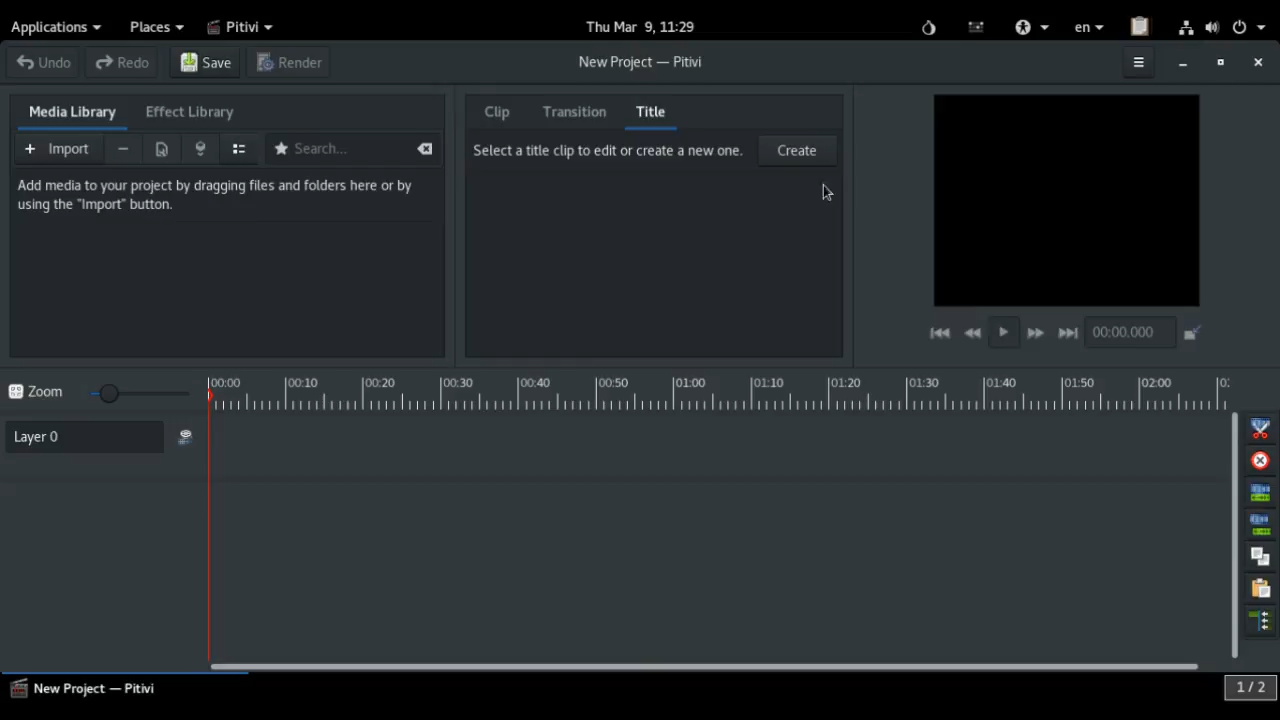 Applications Places Pitivi Thu Mar 9, 11:29 en
Undo Redo Save Render New Project — Pitivi
Media Library Effect Library Clip Transition Title
+ Import Search...
Select a title clip to edit or create a new one. Create
Add media to your project by dragging files and folders here or by
using the "Import" button.
00:00.000
Zoom 00:00 00:10 00:20 00:30 00:40 00:50 01:00 01:10 01:20 01:30 01:40 01:50 02:00
Layer 0
New Project — Pitivi 1 / 2